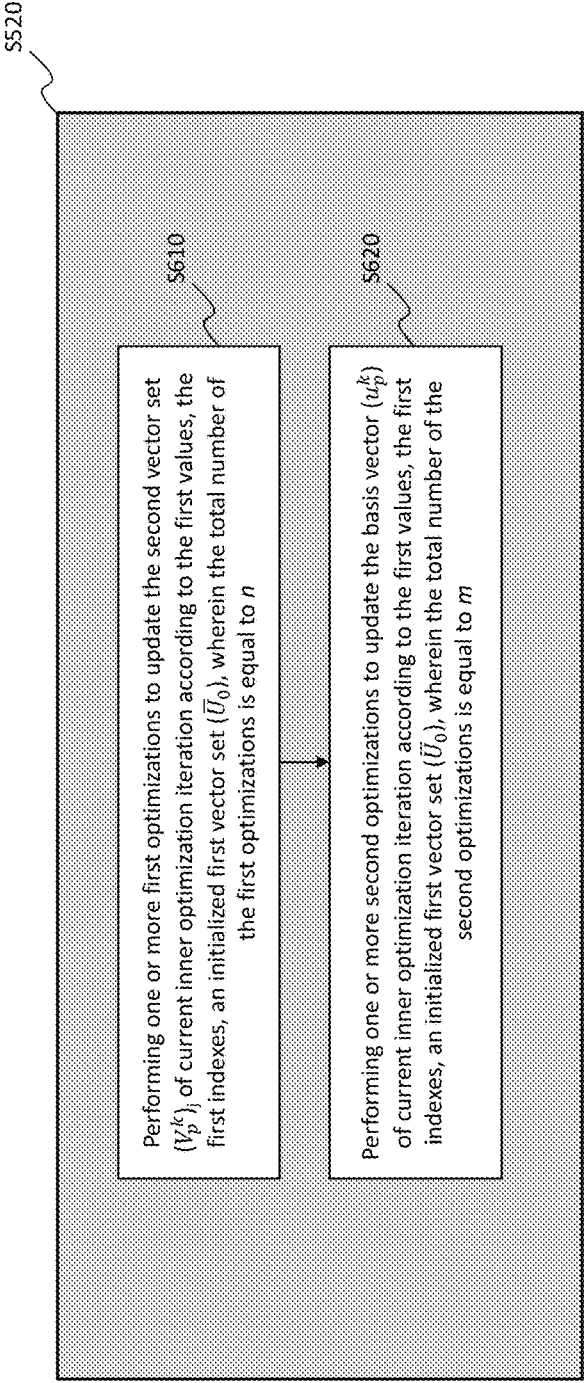 S520
S610
Performing one or more first optimizations to update the second vector set
(V_p^k)_j of current inner optimization iteration according to the first values, the
first indexes, an initialized first vector set (Ū_0), wherein the total number of
the first optimizations is equal to n
S620
Performing one or more second optimizations to update the basis vector (u_p^k)
of current inner optimization iteration according to the first values, the first
indexes, an initialized first vector set (Ū_0), wherein the total number of the
second optimizations is equal to m